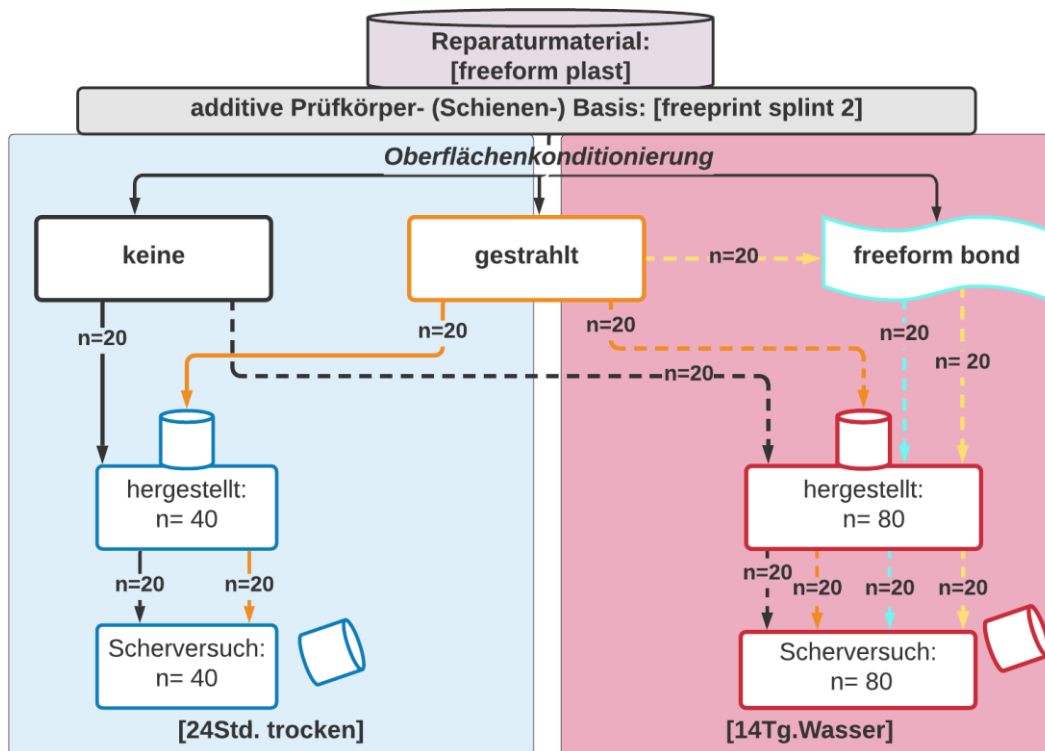 Reparaturmaterial:
[freeform plast]
additive Prüfkörper- (Schienen-) Basis: [freeprint splint 2]
Oberflächenkonditionierung
keine
gestrahlt
n=20
freeform bond
n=20
n=20
n=20
n=20
n= 20
n=20
hergestellt:
n= 40
hergestellt:
n= 80
n=20
n=20
n=20
n=20
n=20
n=20
Scherversuch:
n= 40
Scherversuch:
n= 80
[24Std. trocken]
[14Tg.Wasser]